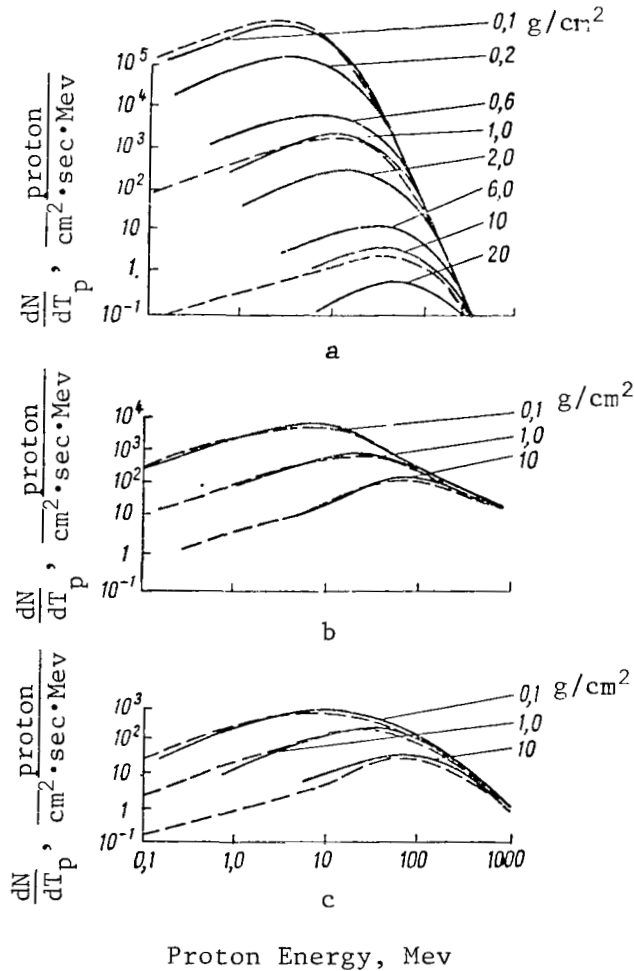 0,1 g/cm²
0,2
0,6
1,0
2,0
6,0
10
20
10⁵
10⁴
10³
10²
10
1.
10⁻¹
dN/dTp, proton/cm²•sec•Mev
a
0,1 g/cm²
1,0
10
10⁴
10³
10²
10
1
10⁻¹
dN/dTp, proton/cm²•sec•Mev
b
0,1 g/cm²
1,0
10
10³
10²
10
1
10⁻¹
dN/dTp, proton/cm²•sec•Mev
0,1 1,0 10 100 1000
c
Proton Energy, Mev